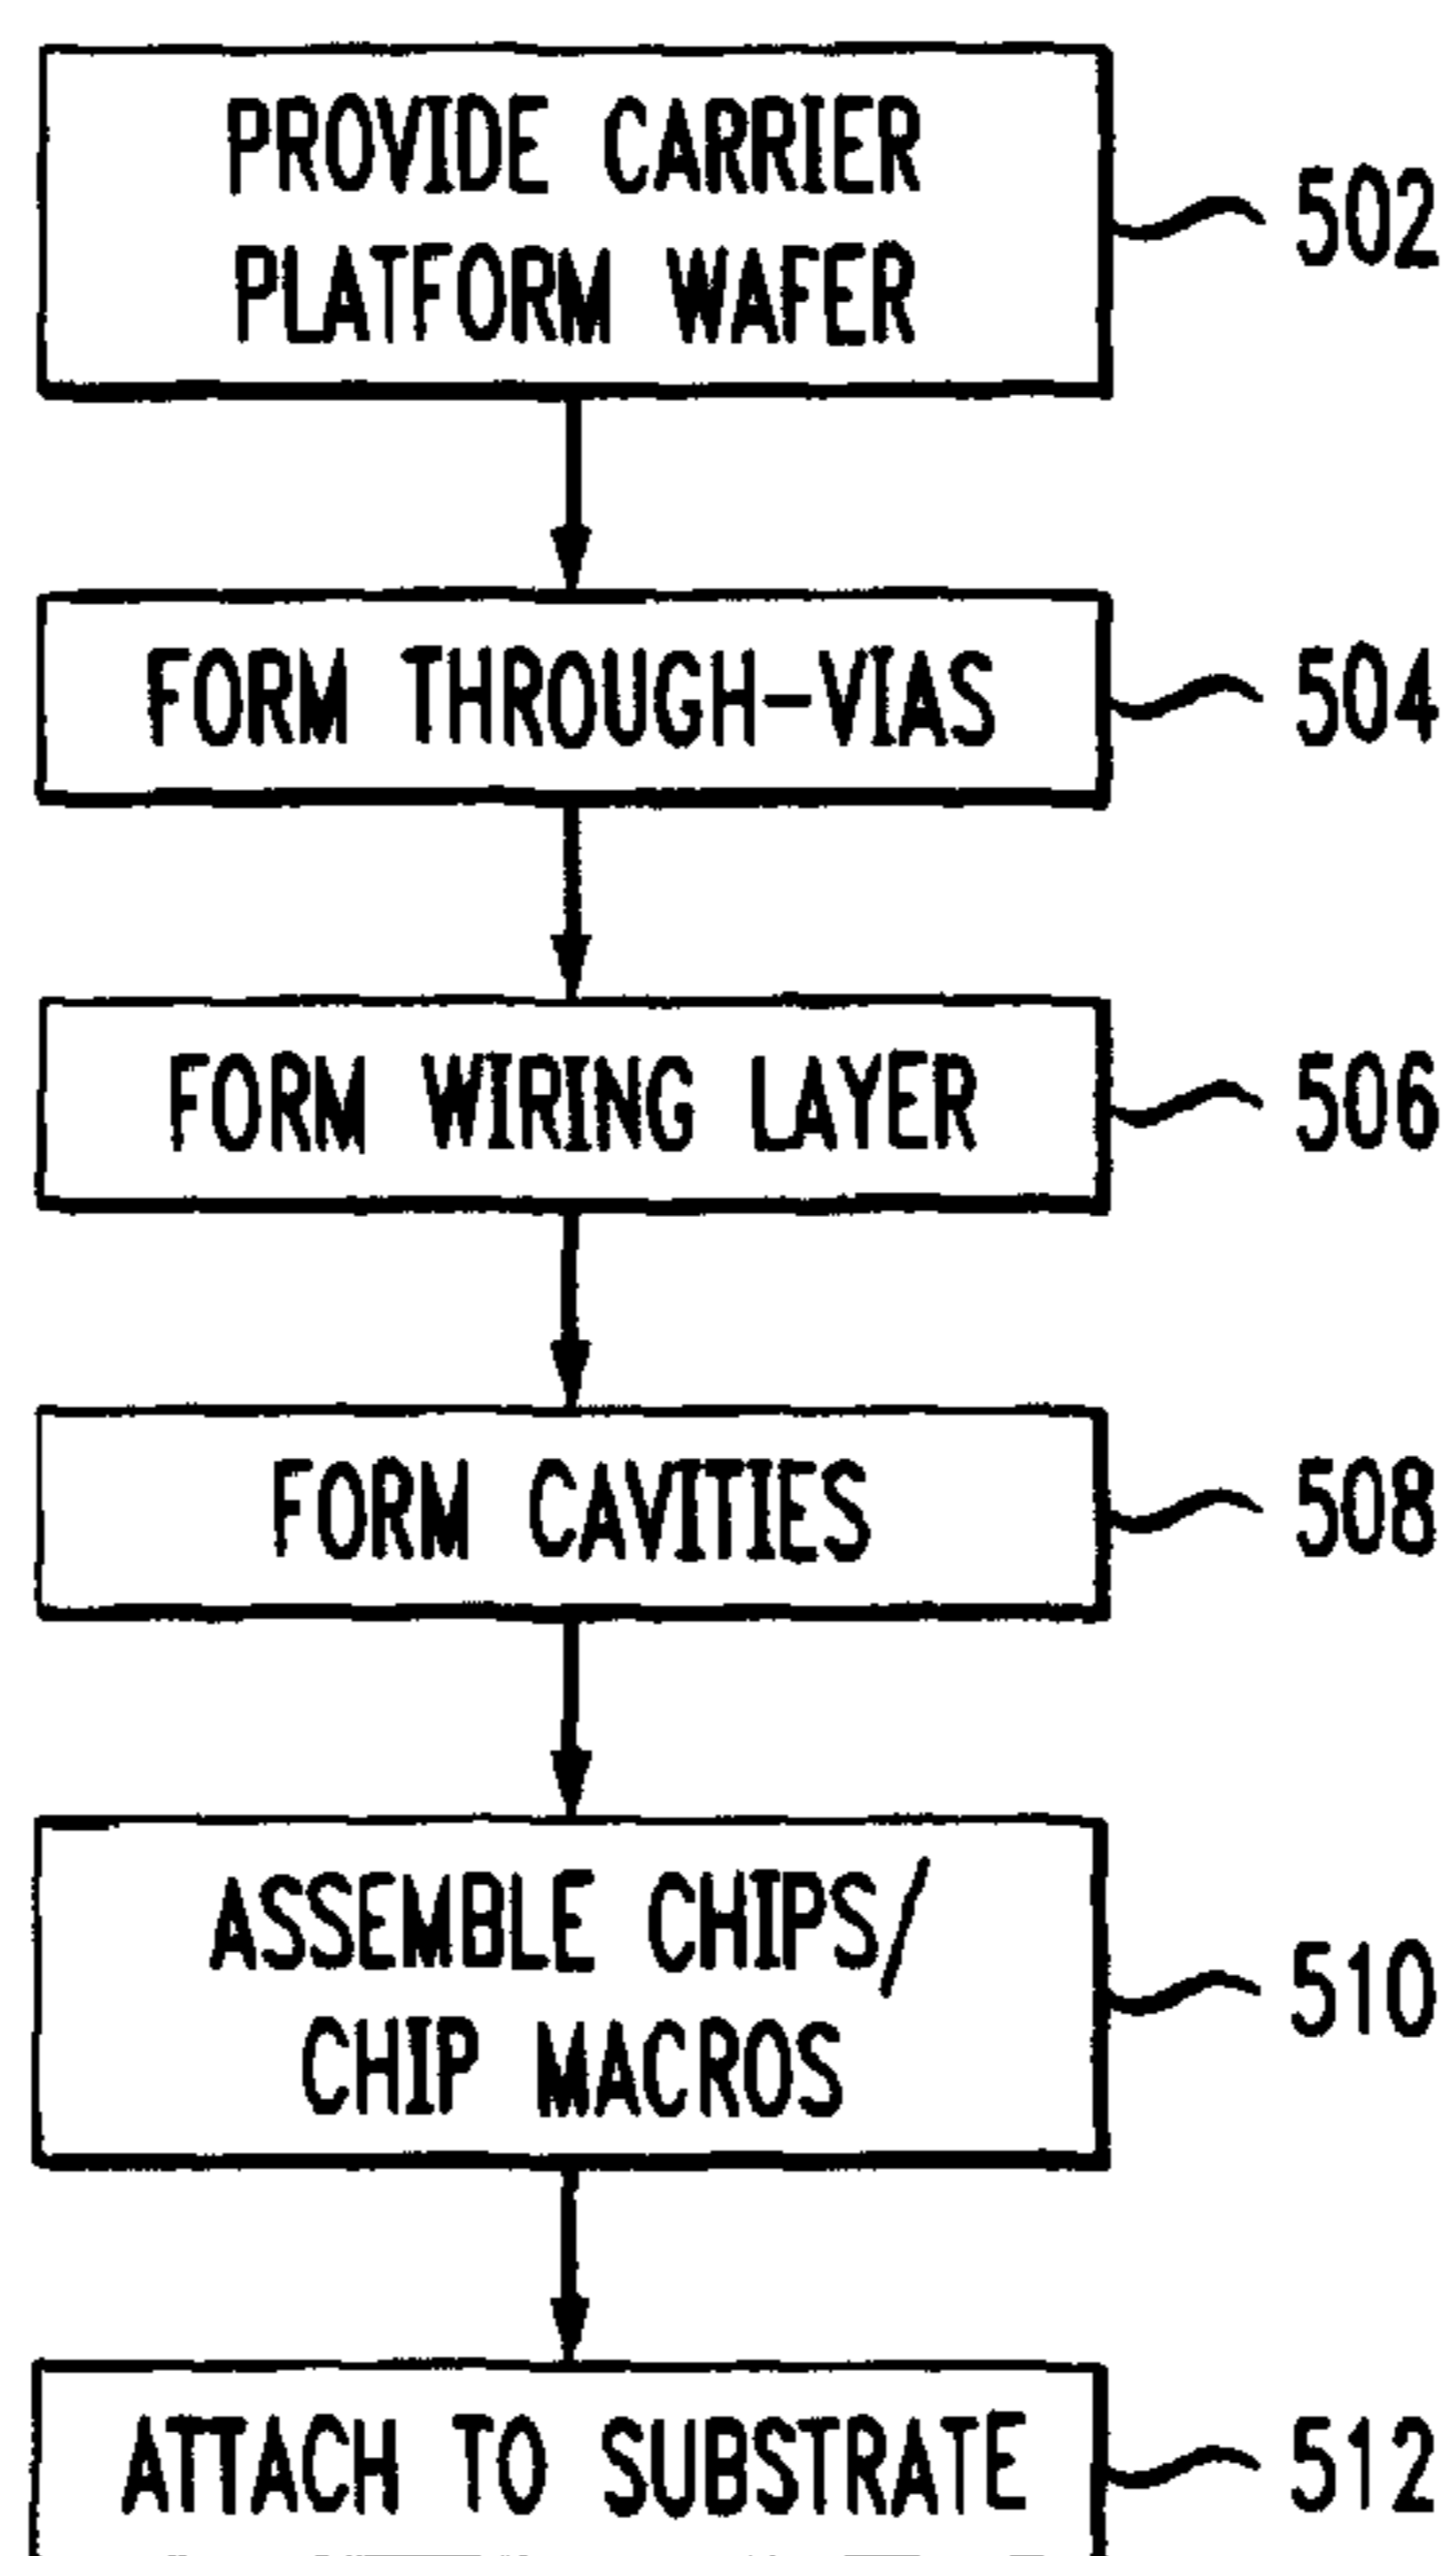 PROVIDE CARRIER
PLATFORM WAFER
502
FORM THROUGH-VIAS
504
FORM WIRING LAYER
506
FORM CAVITIES
508
ASSEMBLE CHIPS/
CHIP MACROS
510
ATTACH TO SUBSTRATE
512